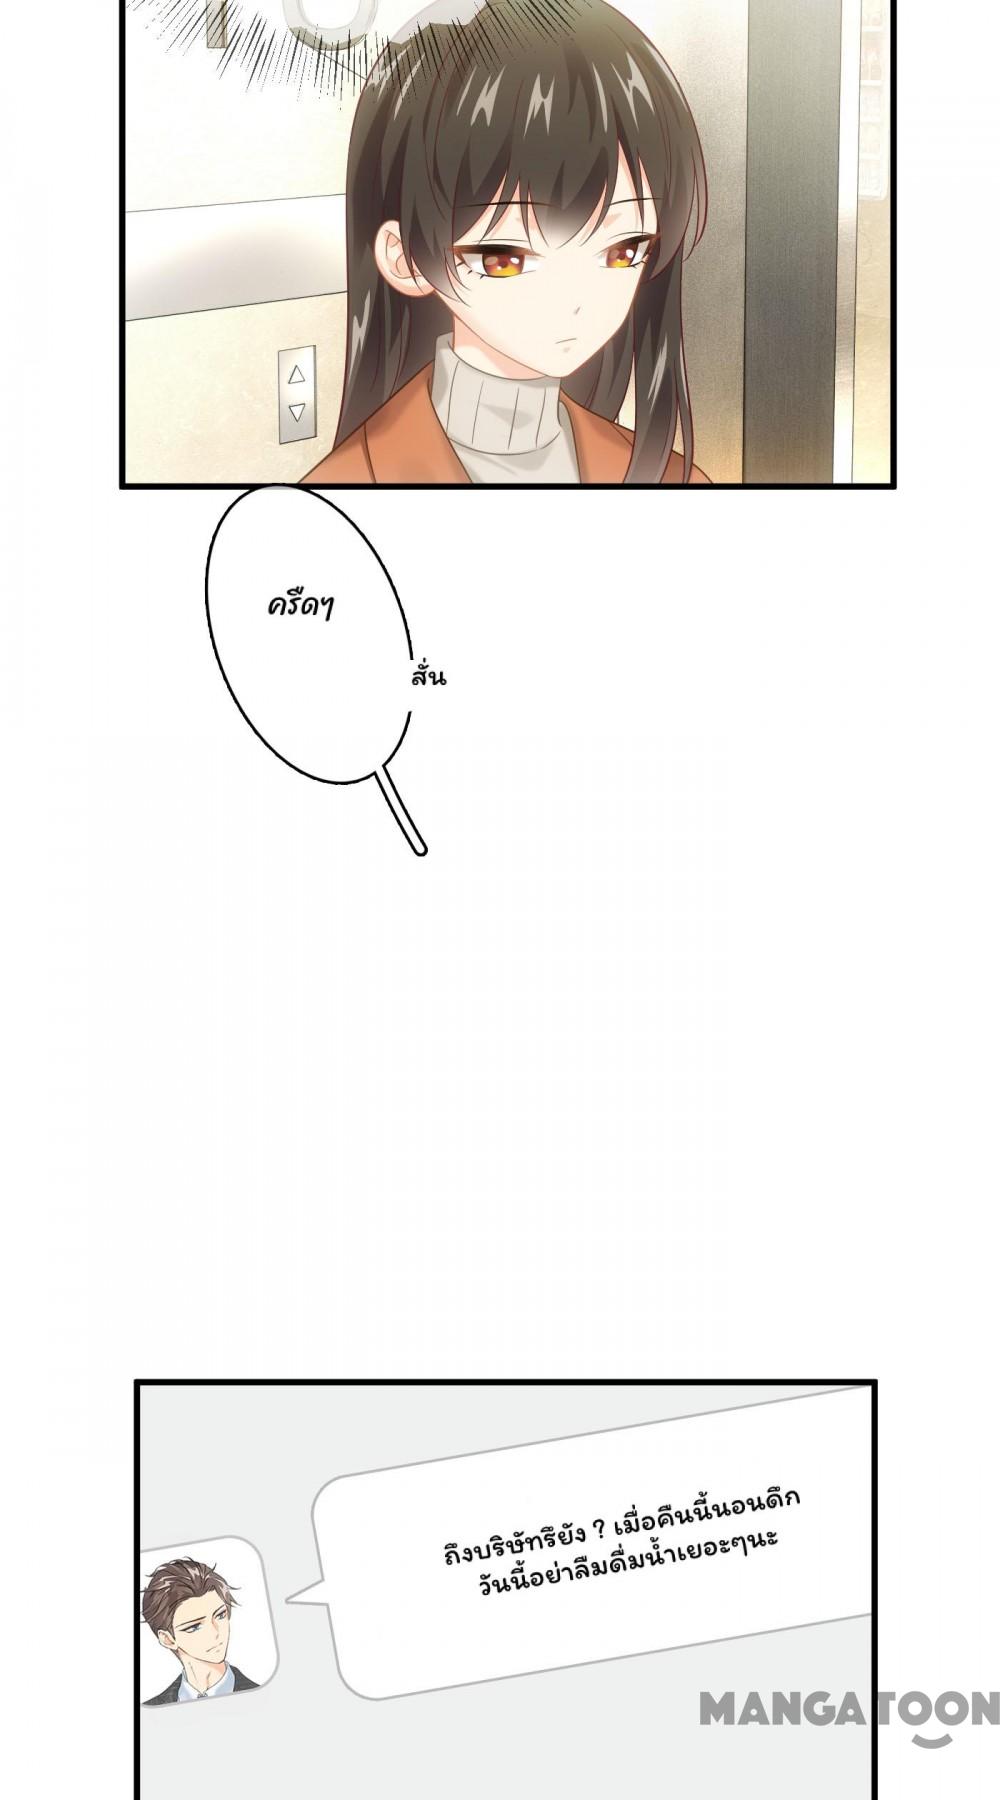 ครืดๆ
สั่น
ถึงบริษัทรึยัง ? เมื่อคืนนี้นอนดึก
วันนี้อย่าลืมดื่มน้ำเยอะๆนะ
MANGATOON